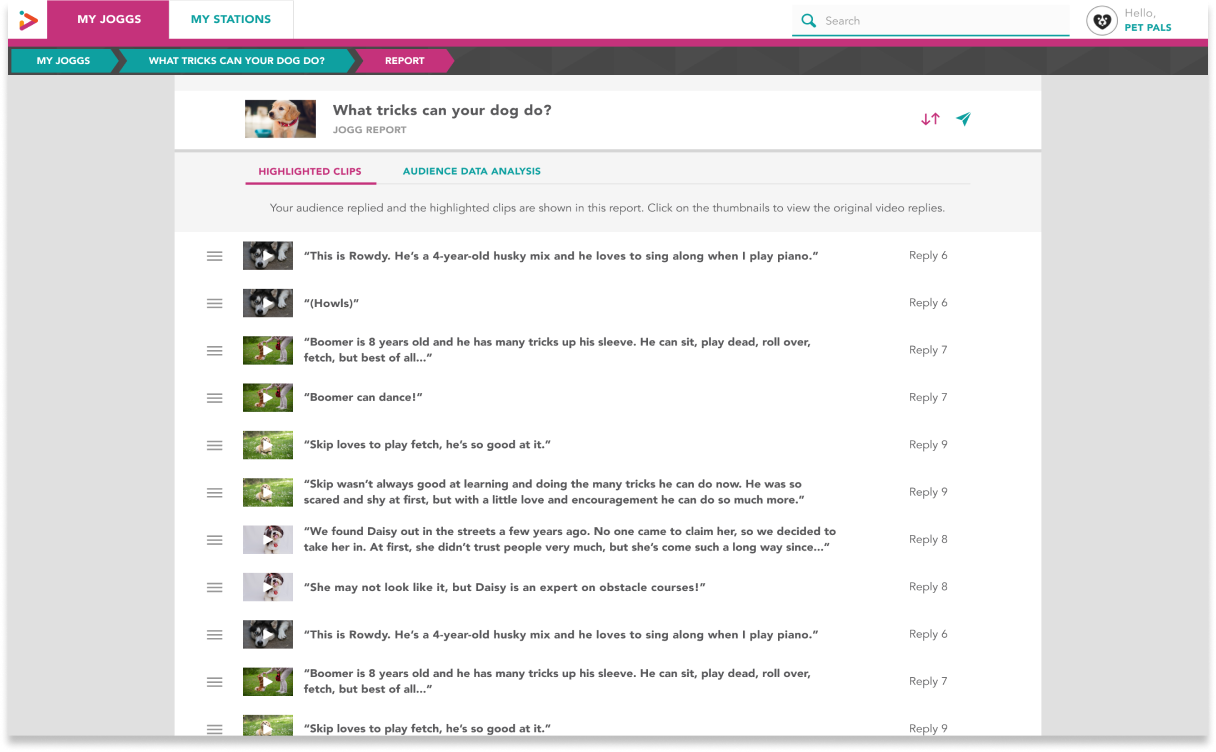 MY JOGGS
MY STATIONS
Search
Hello,
PET PALS
MY JOGGS
WHAT TRICKS CAN YOUR DOG DO?
REPORT
What tricks can your dog do?
JOGG REPORT
HIGHLIGHTED CLIPS
AUDIENCE DATA ANALYSIS
Your audience replied and the highlighted clips are shown in this report. Click on the thumbnails to view the original video replies.
“This is Rowdy. He’s a 4-year-old husky mix and he loves to sing along when I play piano.”
Reply 6
“(Howls)”
Reply 6
“Boomer is 8 years old and he has many tricks up his sleeve. He can sit, play dead, roll over,
fetch, but best of all...”
Reply 7
“Boomer can dance!”
Reply 7
“Skip loves to play fetch, he’s so good at it.”
Reply 9
“Skip wasn’t always good at learning and doing the many tricks he can do now. He was so
scared and shy at first, but with a little love and encouragement he can do so much more.”
Reply 9
“We found Daisy out in the streets a few years ago. No one came to claim her, so we decided to
take her in. At first, she didn’t trust people very much, but she’s come such a long way since...”
Reply 8
“She may not look like it, but Daisy is an expert on obstacle courses!”
Reply 8
“This is Rowdy. He’s a 4-year-old husky mix and he loves to sing along when I play piano.”
Reply 6
“Boomer is 8 years old and he has many tricks up his sleeve. He can sit, play dead, roll over,
fetch, but best of all...”
Reply 7
“Skip loves to play fetch, he’s so good at it.”
Reply 9